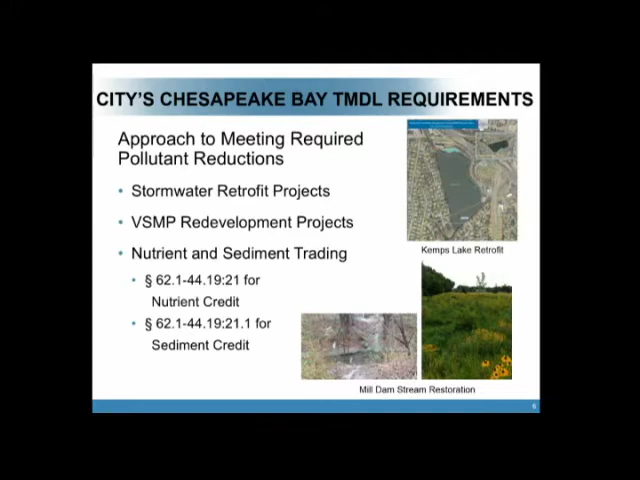 CITY'S CHESAPEAKE BAY TMDL REQUIREMENTS
Approach to Meeting Required
Pollutant Reductions
• Stormwater Retrofit Projects
• VSMP Redevelopment Projects
• Nutrient and Sediment Trading
• § 62.1-44.19:21 for
Nutrient Credit
• § 62.1-44.19:21.1 for
Sediment Credit
Kemps Lake Retrofit
Mill Dam Stream Restoration
6